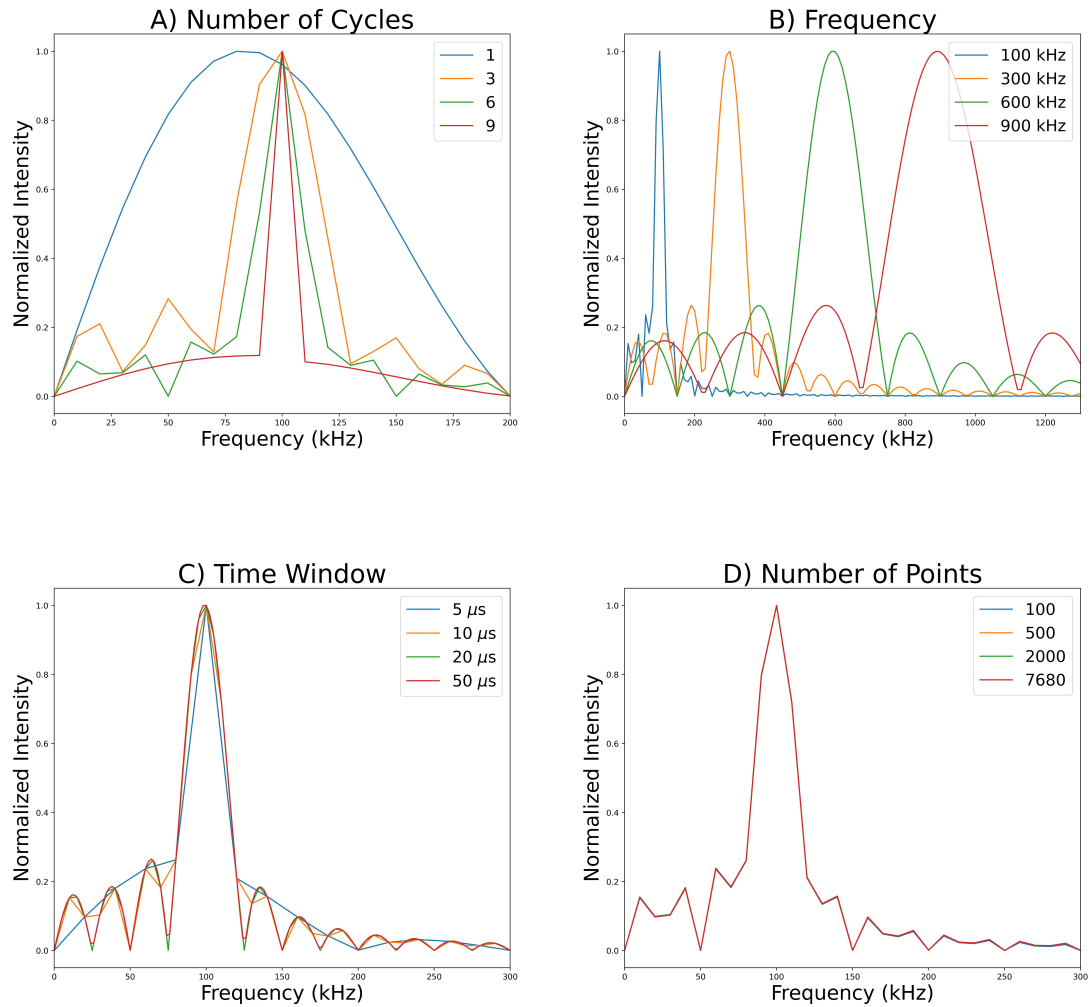 A) Number of Cycles
Normalized Intensity
1.0
0.8
0.6
0.4
0.2
0.0
1
3
6
9
0 25 50 75 100 125 150 175 200
Frequency (kHz)
B) Frequency
Normalized Intensity
1.0
0.8
0.6
0.4
0.2
0.0
100 kHz
300 kHz
600 kHz
900 kHz
0 200 400 600 800 1000 1200
Frequency (kHz)
C) Time Window
Normalized Intensity
1.0
0.8
0.6
0.4
0.2
0.0
5 μs
10 μs
20 μs
50 μs
0 50 100 150 200 250 300
Frequency (kHz)
D) Number of Points
Normalized Intensity
1.0
0.8
0.6
0.4
0.2
0.0
100
500
2000
7680
0 50 100 150 200 250 300
Frequency (kHz)